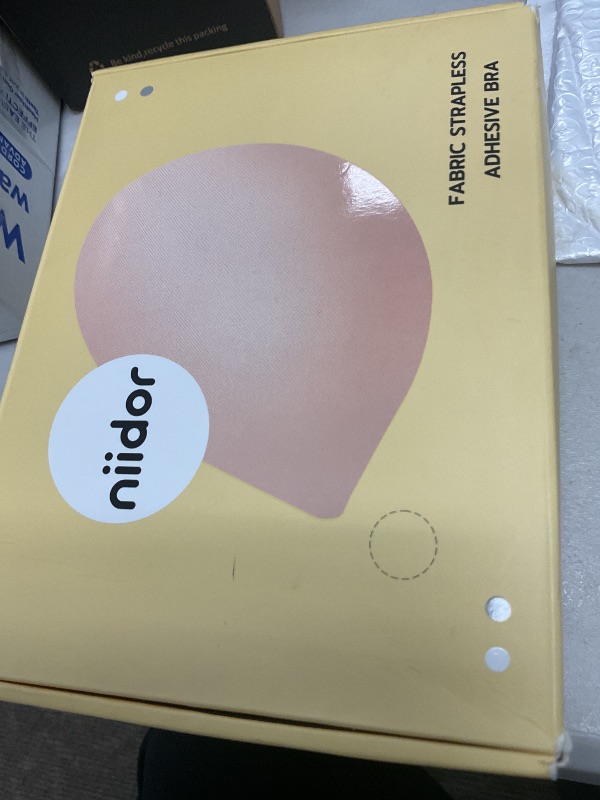 Be kind,recycle this packing
FABRIC STRAPLESS
ADHESIVE BRA
niidor